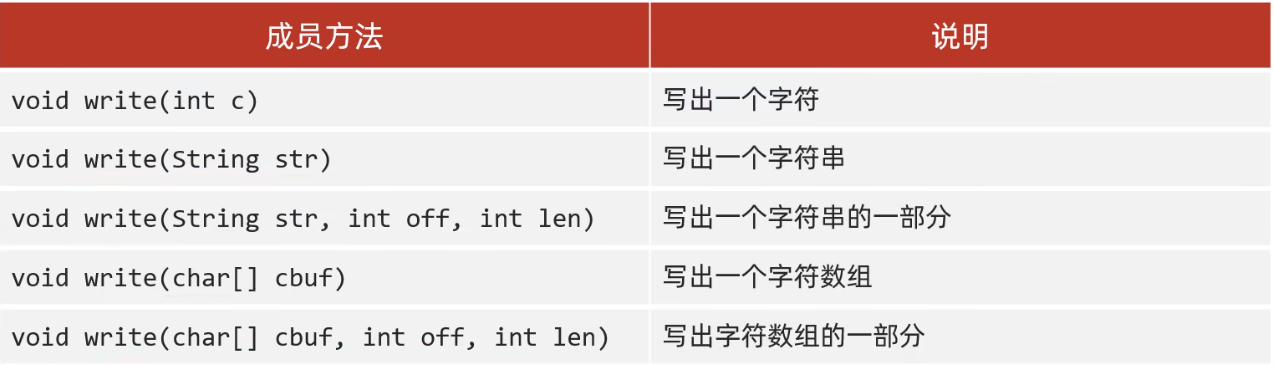 成员方法 说明
void write(int c) 写出一个字符
void write(String str) 写出一个字符串
void write(String str, int off, int len) 写出一个字符串的一部分
void write(char[] cbuf) 写出一个字符数组
void write(char[] cbuf, int off, int len) 写出字符数组的一部分